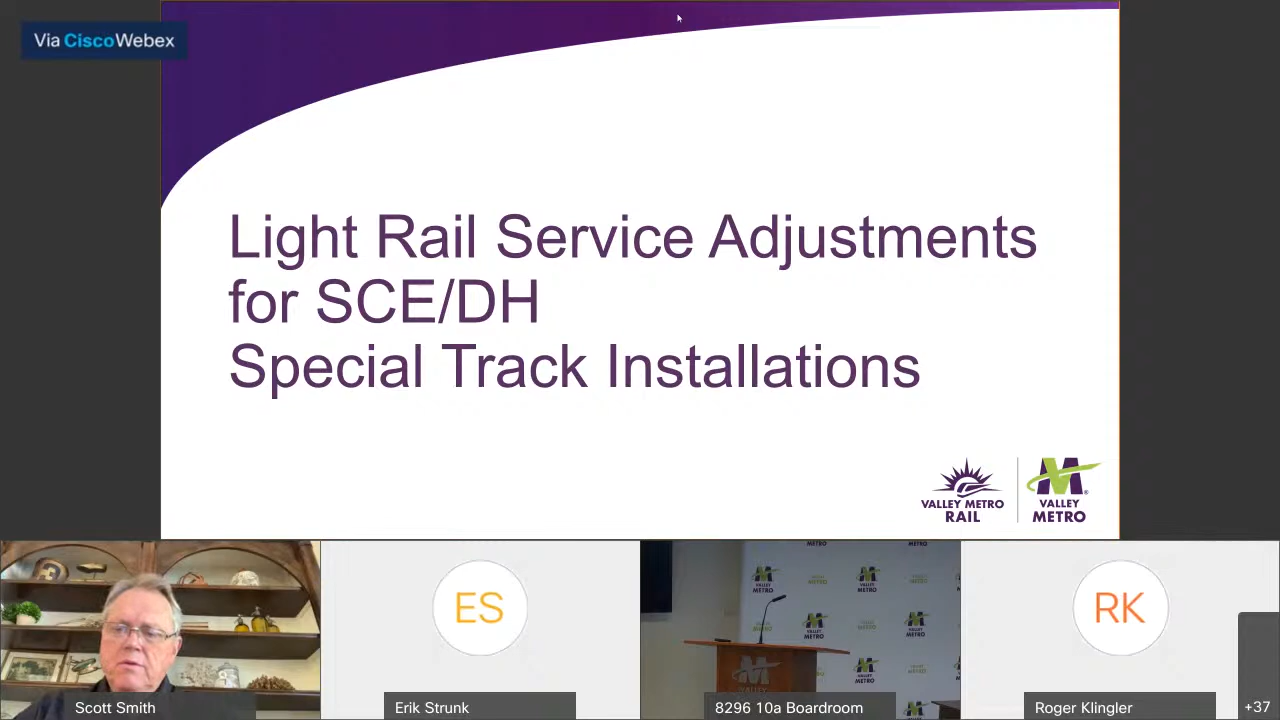 Via CiscoWebex
Light Rail Service Adjustments
for SCE/DH
Special Track Installations
VALLEY METRO
RAIL
VALLEY
METRO
ES
RK
Scott Smith
Erik Strunk
8296 10a Boardroom
Roger Klingler
+37